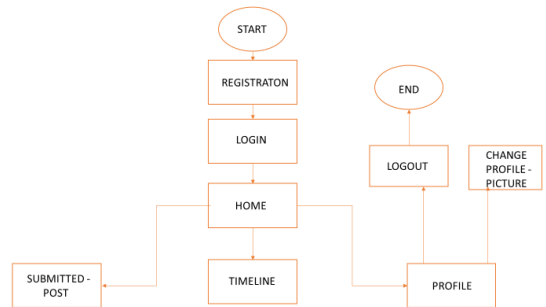 START
REGISTRATON
END
LOGIN
LOGOUT
CHANGE
PROFILE -
PICTURE
HOME
SUBMITTED -
POST
TIMELINE
PROFILE